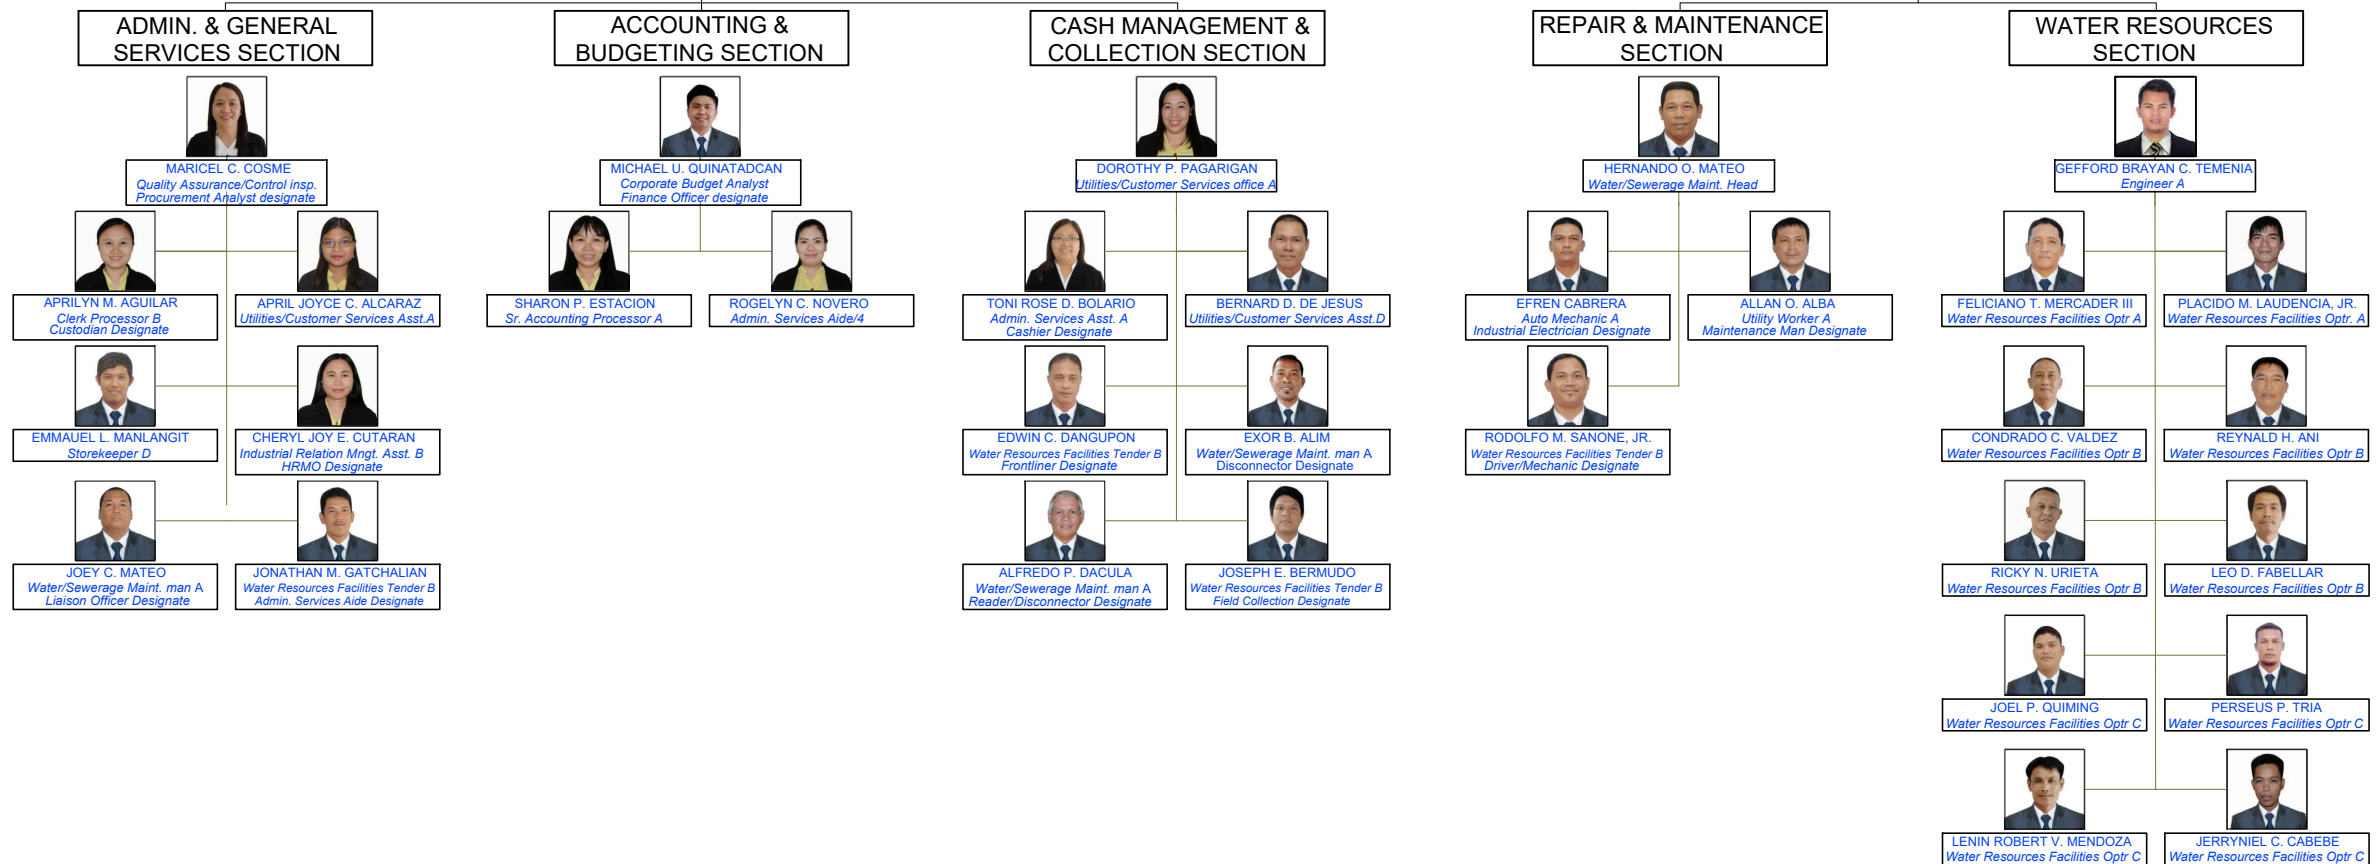 ADMIN. & GENERAL
SERVICES SECTION
MARICEL C. COSME
Quality Assurance/Control insp.
Procurement Analyst designate
APRILYN M. AGUILAR
Clerk Processor B
Custodian Designate
APRIL JOYCE C. ALCARAZ
Utilities/Customer Services Asst.A
EMMAUEL L. MANLANGIT
Storekeeper D
CHERYL JOY E. CUTARAN
Industrial Relation Mngt. Asst. B
HRMO Designate
JOEY C. MATEO
Water/Sewerage Maint. man A
Liaison Officer Designate
JONATHAN M. GATCHALIAN
Water Resources Facilities Tender B
Admin. Services Aide Designate
ACCOUNTING &
BUDGETING SECTION
MICHAEL U. QUINATADCAN
Corporate Budget Analyst
Finance Officer designate
SHARON P. ESTACION
Sr. Accounting Processor A
ROGELYN C. NOVERO
Admin. Services Aide/4
CASH MANAGEMENT &
COLLECTION SECTION
DOROTHY P. PAGARIGAN
Utilities/Customer Services office A
TONI ROSE D. BOLARIO
Admin. Services Asst. A
Cashier Designate
BERNARD D. DE JESUS
Utilities/Customer Services Asst.D
EDWIN C. DANGUPON
Water Resources Facilities Tender B
Frontliner Designate
EXOR B. ALIM
Water/Sewerage Maint. man A
Disconnector Designate
ALFREDO P. DACULA
Water/Sewerage Maint. man A
Reader/Disconnector Designate
JOSEPH E. BERMUDO
Water Resources Facilities Tender B
Field Collection Designate
REPAIR & MAINTENANCE
SECTION
HERNANDO O. MATEO
Water/Sewerage Maint. Head
EFREN CABRERA
Auto Mechanic A
Industrial Electrician Designate
ALLAN O. ALBA
Utility Worker A
Maintenance Man Designate
RODOLFO M. SANONE, JR.
Water Resources Facilities Tender B
Driver/Mechanic Designate
WATER RESOURCES
SECTION
GEFFORD BRAYAN C. TEMENIA
Engineer A
FELICIANO T. MERCADER III
Water Resources Facilities Optr A
PLACIDO M. LAUDENCIA, JR.
Water Resources Facilities Optr. A
CONDRADO C. VALDEZ
Water Resources Facilities Optr B
REYNALD H. ANI
Water Resources Facilities Optr B
RICKY N. URIETA
Water Resources Facilities Optr B
LEO D. FABELLAR
Water Resources Facilities Optr B
JOEL P. QUIMING
Water Resources Facilities Optr C
PERSEUS P. TRIA
Water Resources Facilities Optr C
LENIN ROBERT V. MENDOZA
Water Resources Facilities Optr C
JERRYNIEL C. CABEBE
Water Resources Facilities Optr C